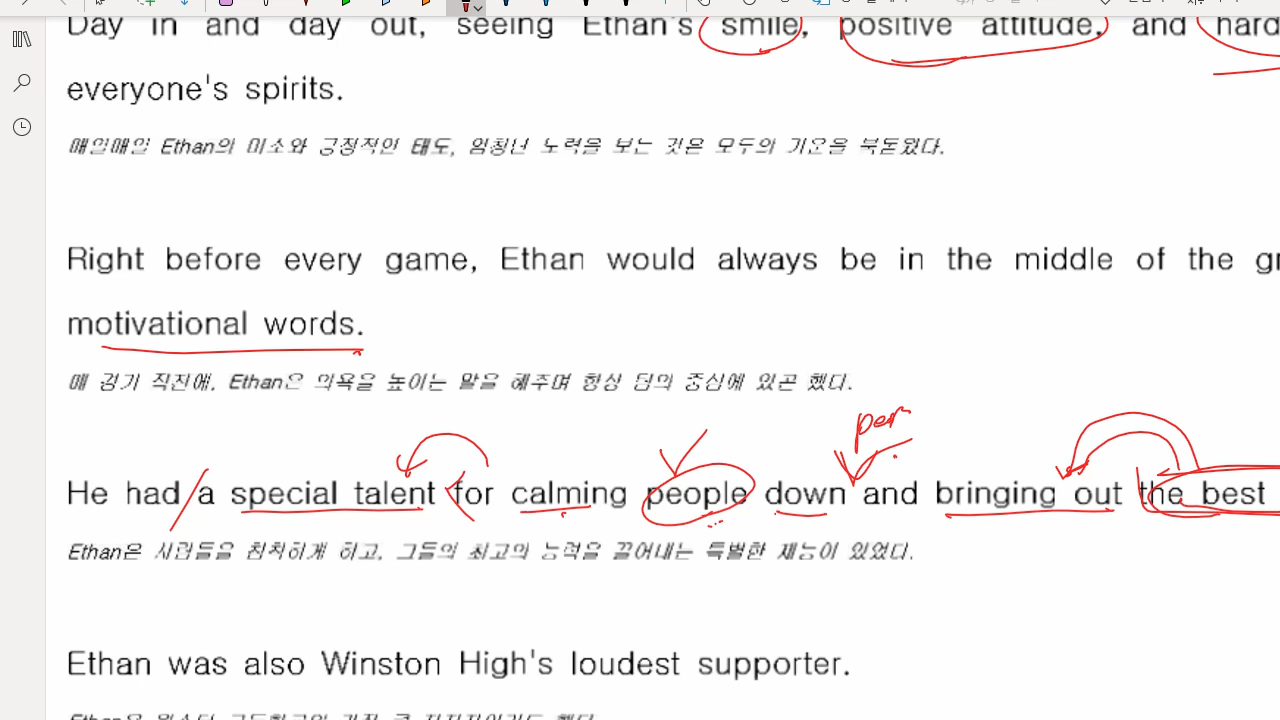 Day in and day out, seeing Ethan's smile, positive attitude, and hard
everyone's spirits.
매일매일 Ethan의 미소와 긍정적인 태도, 엄청난 노력을 보는 것은 모두의 기운을 북돋웠다.
Right before every game, Ethan would always be in the middle of the gr
motivational words.
매 경기 직전에, Ethan은 의욕을 높이는 말을 해주며 항상 팀의 중심에 있곤 했다.
per
He had a special talent for calming people down and bringing out the best
Ethan은 사람들을 침착하게 하고, 그들의 최고의 능력을 끌어내는 특별한 재능이 있었다.
Ethan was also Winston High's loudest supporter.